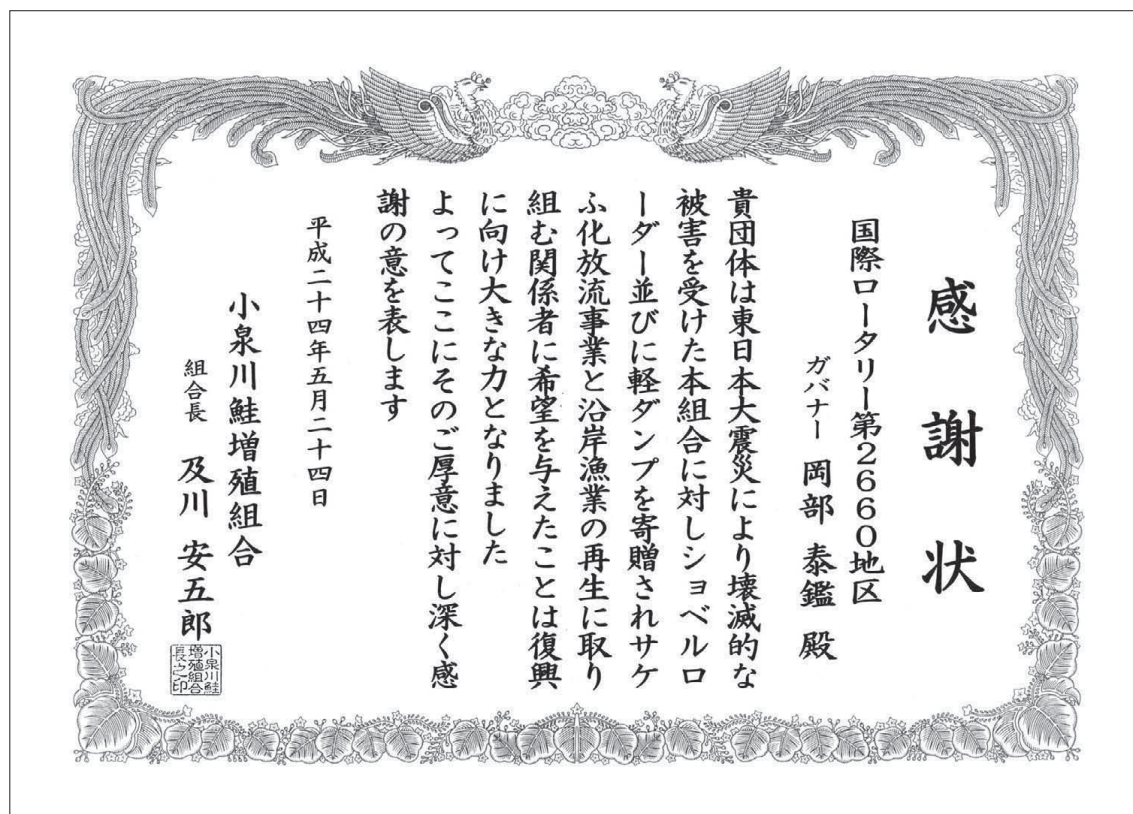 感謝状
国際ロータリー第2660地区
ガバナー 岡部 泰鑑 殿
貴団体は東日本大震災により壊滅的な
被害を受けた本組合に対しショベルロ
ーダー並びに軽ダンプを寄贈されサケ
ふ化放流事業と沿岸漁業の再生に取り
組む関係者に希望を与えたことは復興
に向け大きな力となりました
よってここにそのご厚意に対し深く感
謝の意を表します
平成二十四年五月二十四日
小泉川鮭増殖組合
組合長 及川 安五郎
小泉川鮭
増殖組合
長之印